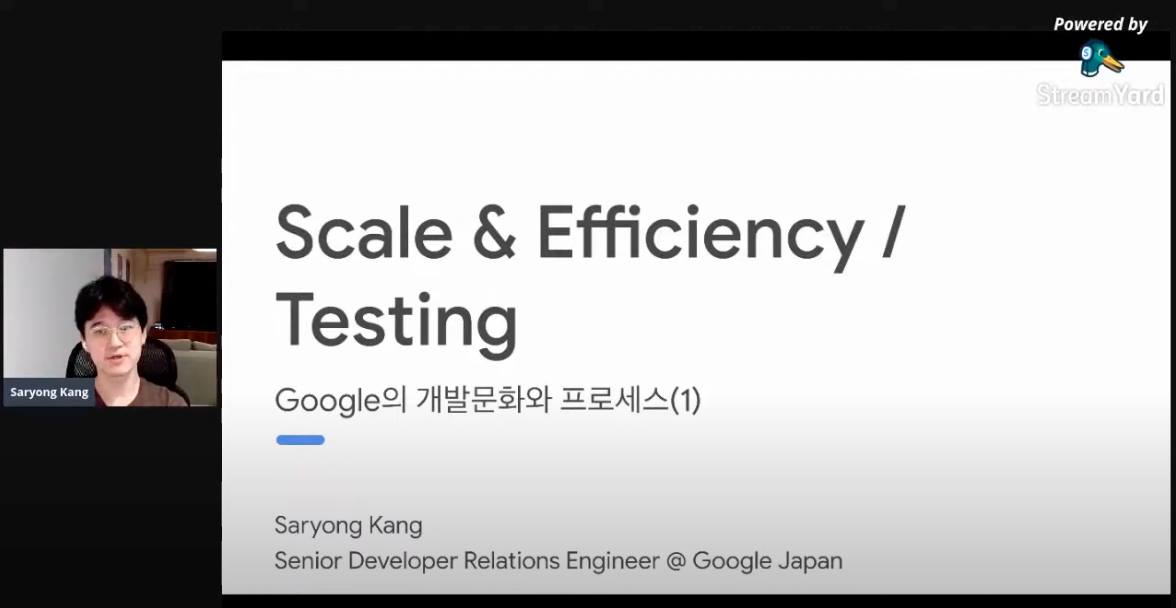 Powered by
StreamYard
Scale & Efficiency /
Testing
Google의 개발문화와 프로세스(1)
Saryong Kang
Saryong Kang
Senior Developer Relations Engineer @ Google Japan